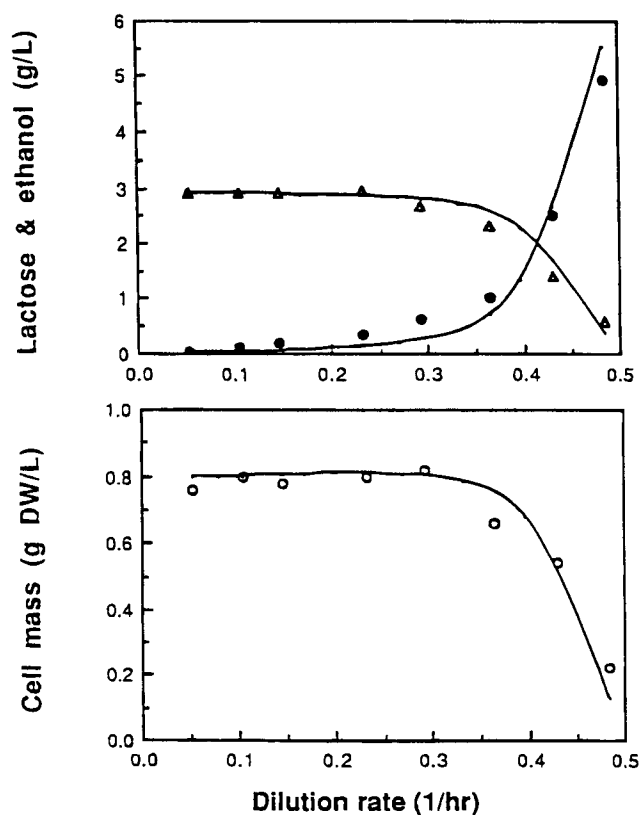 Lactose & ethanol (g/L)
6
5
4
3
2
1
0
0.0 0.1 0.2 0.3 0.4 0.5
Cell mass (g DW/L)
1.0
0.8
0.6
0.4
0.2
0.0
0.0 0.1 0.2 0.3 0.4 0.5
Dilution rate (1/hr)